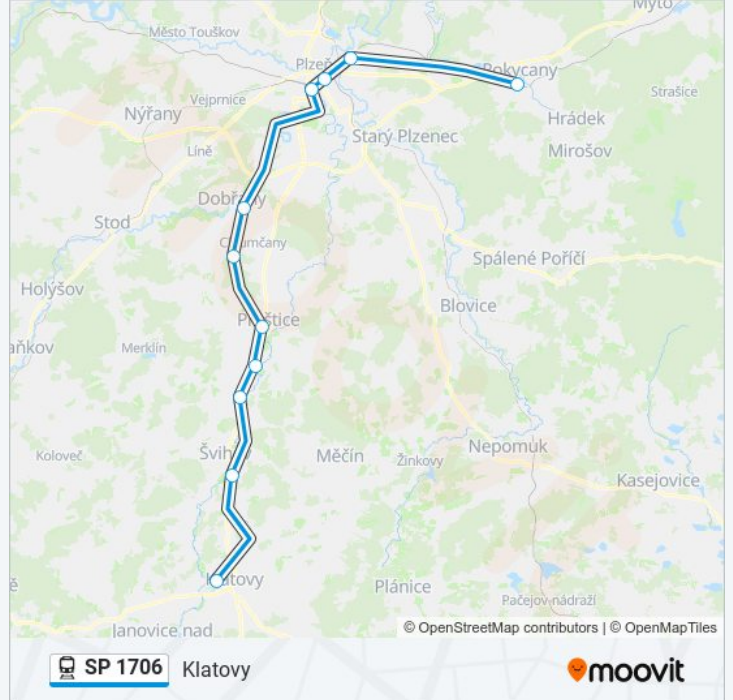 Mýto
Město Touškov
Plzeň
Rokycany
Strašice
Vejprnice
Nýřany
Hrádek
Starý Plzenec
Mirošov
Líně
Dobřany
Stod
Chlumčany
Spálené Poříčí
Holýšov
Blovice
Přeštice
Merklín
Švihov
Koloveč
Měčín
Žinkovy
Nepomuk
Kasejovice
Klatovy
Plánice
Pačejov nádraží
Janovice nad
© OpenStreetMap contributors | © OpenMapTiles
SP 1706 Klatovy
moovit